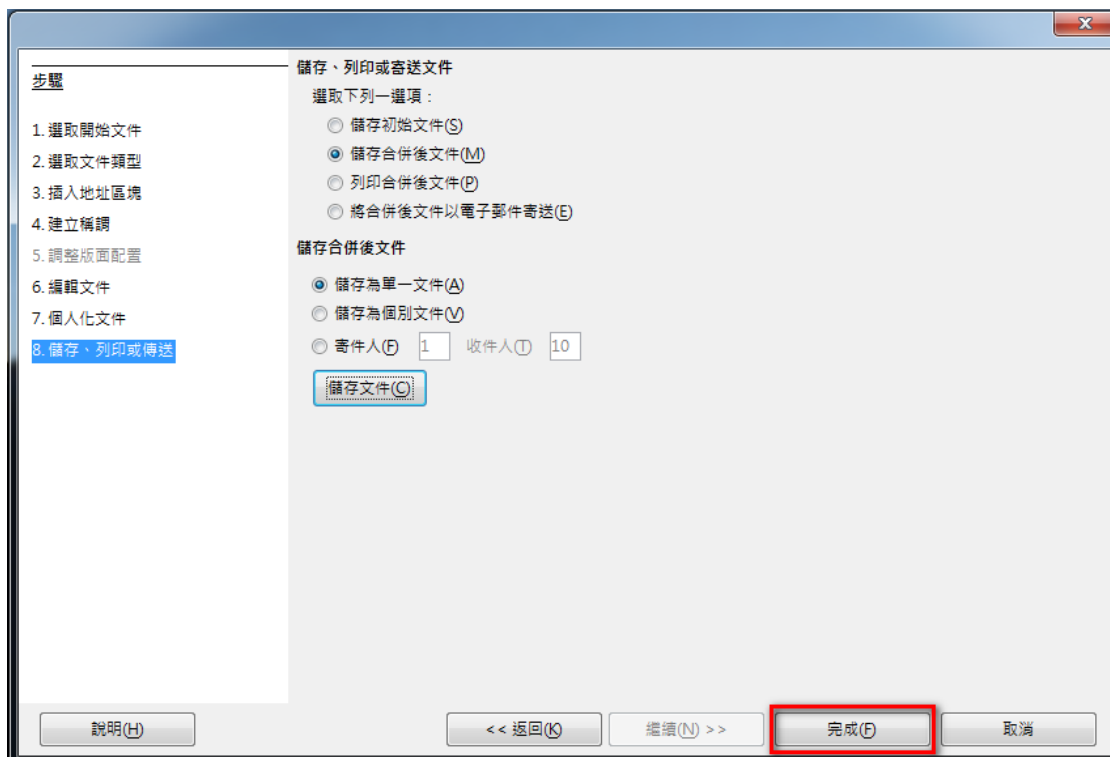 步驟
1. 選取開始文件
2. 選取文件類型
3. 插入地址區塊
4. 建立稱謂
5. 調整版面配置
6. 編輯文件
7. 個人化文件
8. 儲存、列印或傳送
儲存、列印或寄送文件
選取下列一選項：
儲存初始文件(S)
儲存合併後文件(M)
列印合併後文件(P)
將合併後文件以電子郵件寄送(E)
儲存合併後文件
儲存為單一文件(A)
儲存為個別文件(V)
寄件人(F) 1 收件人(T) 10
儲存文件(C)
說明(H) << 返回(K) 繼續(N) >> 完成(F) 取消